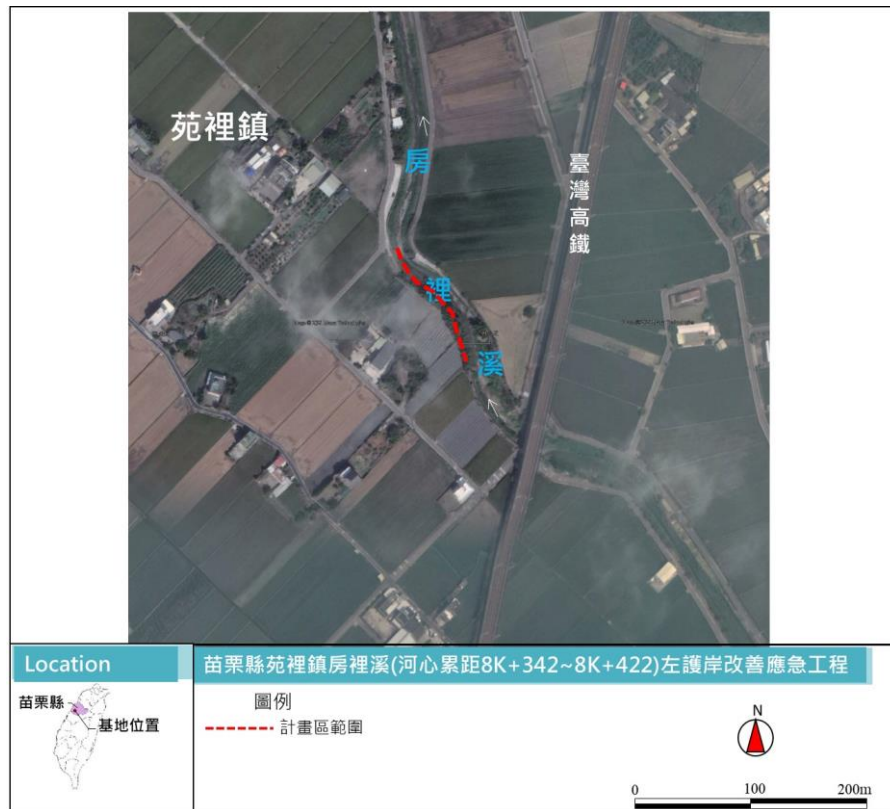 苑裡鎮
房
裡
溪
臺灣高鐵
Location
苗栗縣苑裡鎮房裡溪(河心累距8K+342~8K+422)左護岸改善應急工程
苗栗縣
基地位置
圖例
計畫區範圍
N
0 100 200m